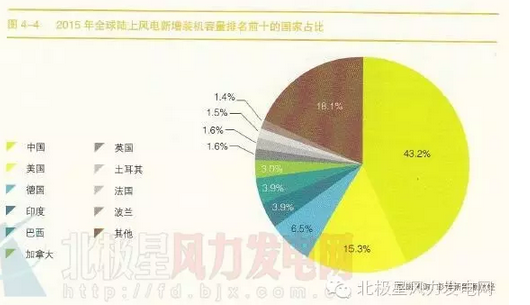 图 4-4 2015 年全球陆上风电新增装机容量排名前十的国家占比
中国
美国
德国
印度
巴西
加拿大
英国
土耳其
法国
波兰
其他
1.4%
1.5%
1.6%
1.6%
3.0%
3.9%
3.9%
6.5%
15.3%
43.2%
18.1%
北极星风力发电网
fd.bjx.com.cn
北极星风力发电网